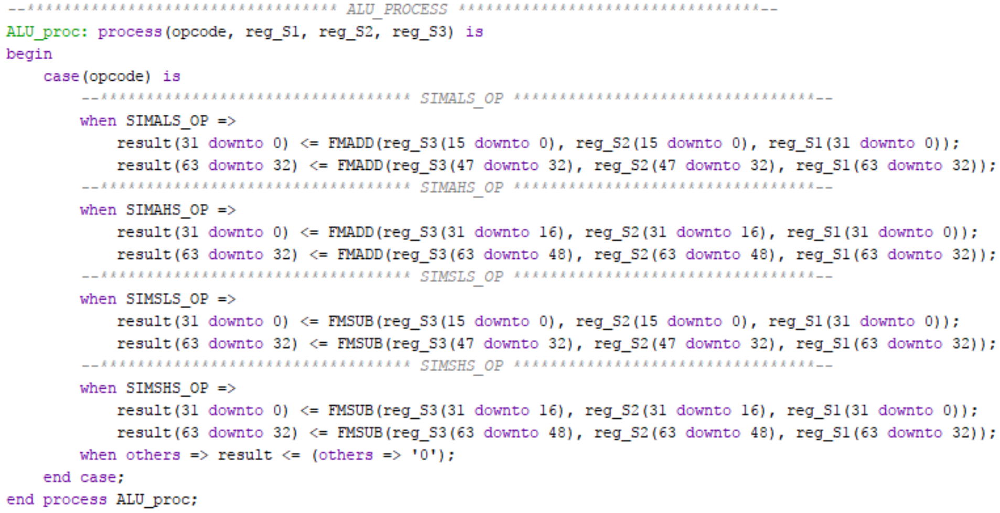 --********************************** ALU_PROCESS *********************************--
ALU_proc: process(opcode, reg_S1, reg_S2, reg_S3) is
begin
    case(opcode) is
        --********************************** SIMALS_OP *********************************--
        when SIMALS_OP =>
            result(31 downto 0) <= FMADD(reg_S3(15 downto 0), reg_S2(15 downto 0), reg_S1(31 downto 0));
            result(63 downto 32) <= FMADD(reg_S3(47 downto 32), reg_S2(47 downto 32), reg_S1(63 downto 32));
        --********************************** SIMAHS_OP *********************************--
        when SIMAHS_OP =>
            result(31 downto 0) <= FMADD(reg_S3(31 downto 16), reg_S2(31 downto 16), reg_S1(31 downto 0));
            result(63 downto 32) <= FMADD(reg_S3(63 downto 48), reg_S2(63 downto 48), reg_S1(63 downto 32));
        --********************************** SIMSLS_OP *********************************--
        when SIMSLS_OP =>
            result(31 downto 0) <= FMSUB(reg_S3(15 downto 0), reg_S2(15 downto 0), reg_S1(31 downto 0));
            result(63 downto 32) <= FMSUB(reg_S3(47 downto 32), reg_S2(47 downto 32), reg_S1(63 downto 32));
        --********************************** SIMSHS_OP *********************************--
        when SIMSHS_OP =>
            result(31 downto 0) <= FMSUB(reg_S3(31 downto 16), reg_S2(31 downto 16), reg_S1(31 downto 0));
            result(63 downto 32) <= FMSUB(reg_S3(63 downto 48), reg_S2(63 downto 48), reg_S1(63 downto 32));
        when others => result <= (others => '0');
    end case;
end process ALU_proc;